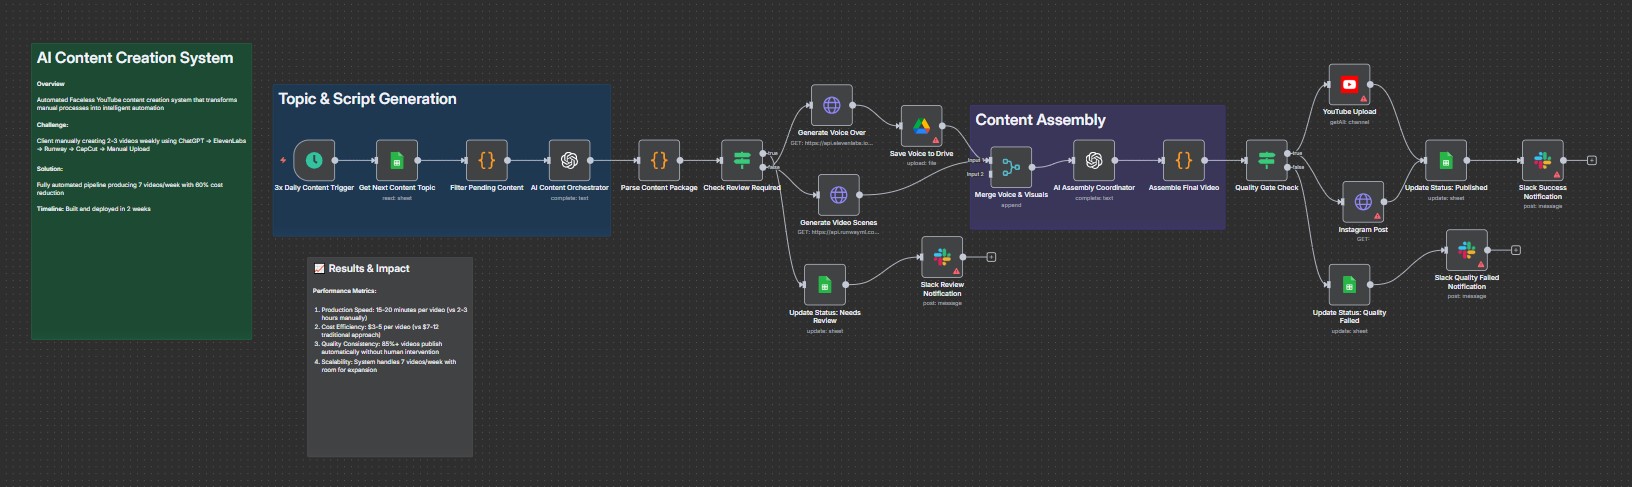 AI Content Creation System
Overview
Automated Faceless YouTube content creation system that transforms
manual processes into intelligent automation
Challenge:
Client manually creating 2-3 videos weekly using ChatGPT → ElevenLabs
→ Runway → CapCut → Manual Upload
Solution:
Fully automated pipeline producing 7 videos/week with 60% cost
reduction
Timeline: Built and deployed in 2 weeks
Topic & Script Generation
3x Daily Content Trigger
Get Next Content Topic
read: sheet
Filter Pending Content
AI Content Orchestrator
complete: text
Parse Content Package
Check Review Required
true
false
Results & Impact
Performance Metrics:
1. Production Speed: 15-20 minutes per video (vs 2-3
hours manually)
2. Cost Efficiency: $3-5 per video (vs $7-12
traditional approach)
3. Quality Consistency: 85%+ videos publish
automatically without human intervention
4. Scalability: System handles 7 videos/week with
room for expansion
Generate Voice Over
GET: https://api.elevenlabs.io...
Save Voice to Drive
upload: file
Generate Video Scenes
GET: https://api.runwayml.co...
Update Status: Needs
Review
update: sheet
Slack Review
Notification
post: message
Content Assembly
Input 1
Input 2
Merge Voice & Visuals
append
AI Assembly Coordinator
complete: text
Assemble Final Video
Quality Gate Check
true
false
YouTube Upload
getAll: channel
Instagram Post
GET:
Update Status: Published
update: sheet
Slack Success
Notification
post: message
Update Status: Quality
Failed
update: sheet
Slack Quality Failed
Notification
post: message